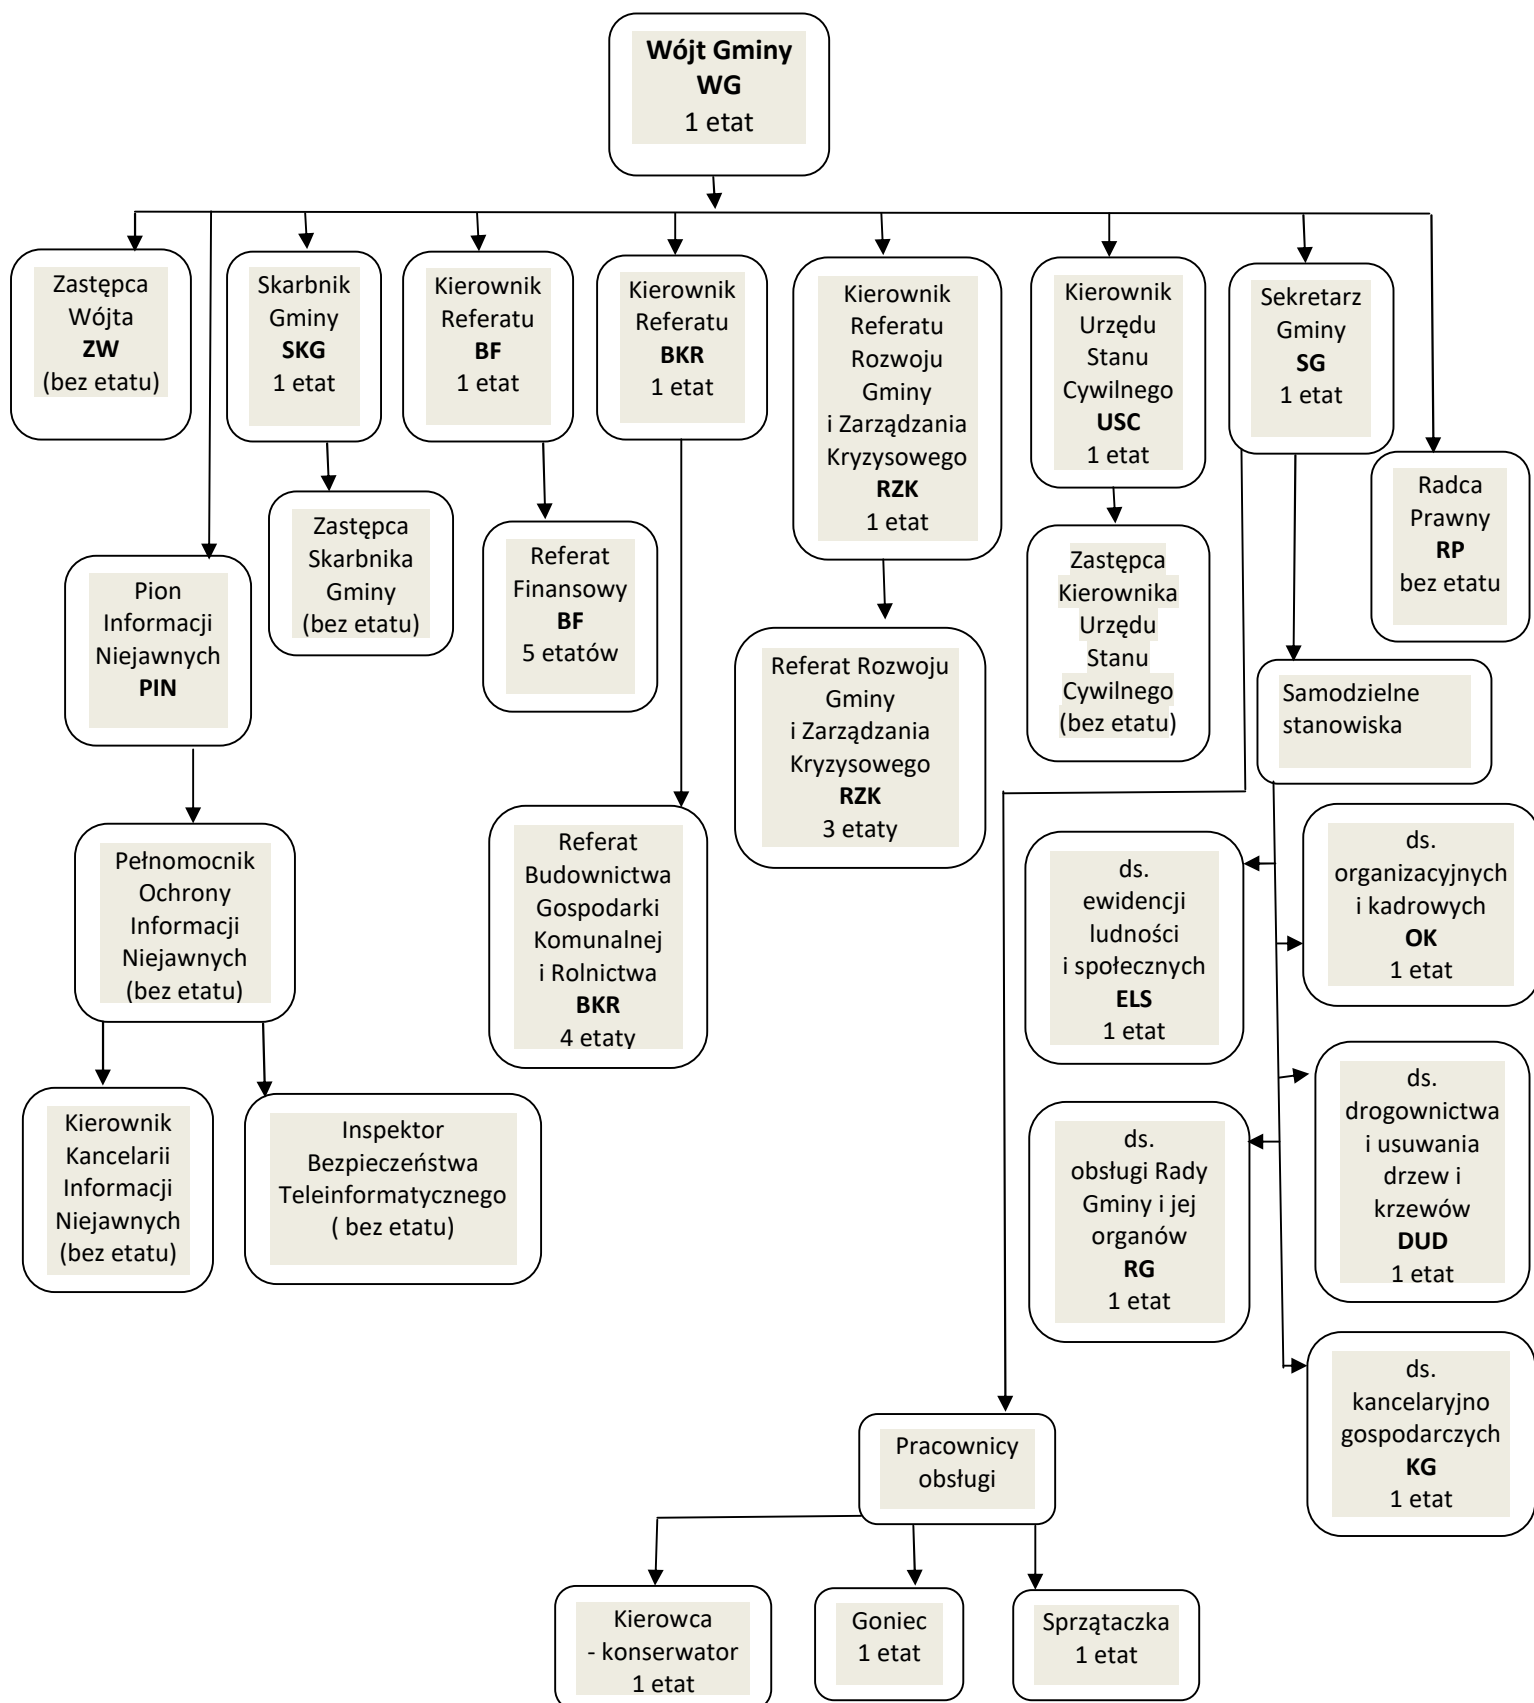 Wójt Gminy
WG
1 etat
Zastępca
Wójta
ZW
(bez etatu)
Skarbnik
Gminy
SKG
1 etat
Kierownik
Referatu
BF
1 etat
Kierownik
Referatu
BKR
1 etat
Kierownik
Referatu
Rozwoju
Gminy
i Zarządzania
Kryzysowego
RZK
1 etat
Kierownik
Urzędu
Stanu
Cywilnego
USC
1 etat
Sekretarz
Gminy
SG
1 etat
Radca
Prawny
RP
bez etatu
Pion
Informacji
Niejawnych
PIN
Zastępca
Skarbnika
Gminy
(bez etatu)
Referat
Finansowy
BF
5 etatów
Referat Rozwoju
Gminy
i Zarządzania
Kryzysowego
RZK
3 etaty
Zastępca
Kierownika
Urzędu
Stanu
Cywilnego
(bez etatu)
Samodzielne
stanowiska
Pełnomocnik
Ochrony
Informacji
Niejawnych
(bez etatu)
Referat
Budownictwa
Gospodarki
Komunalnej
i Rolnictwa
BKR
4 etaty
ds.
ewidencji
ludności
i społecznych
ELS
1 etat
ds.
organizacyjnych
i kadrowych
OK
1 etat
Kierownik
Kancelarii
Informacji
Niejawnych
(bez etatu)
Inspektor
Bezpieczeństwa
Teleinformatycznego
( bez etatu)
ds.
obsługi Rady
Gminy i jej
organów
RG
1 etat
ds.
drogownictwa
i usuwania
drzew i
krzewów
DUD
1 etat
ds.
kancelaryjno
gospodarczych
KG
1 etat
Pracownicy
obsługi
Kierowca
- konserwator
1 etat
Goniec
1 etat
Sprzątaczka
1 etat